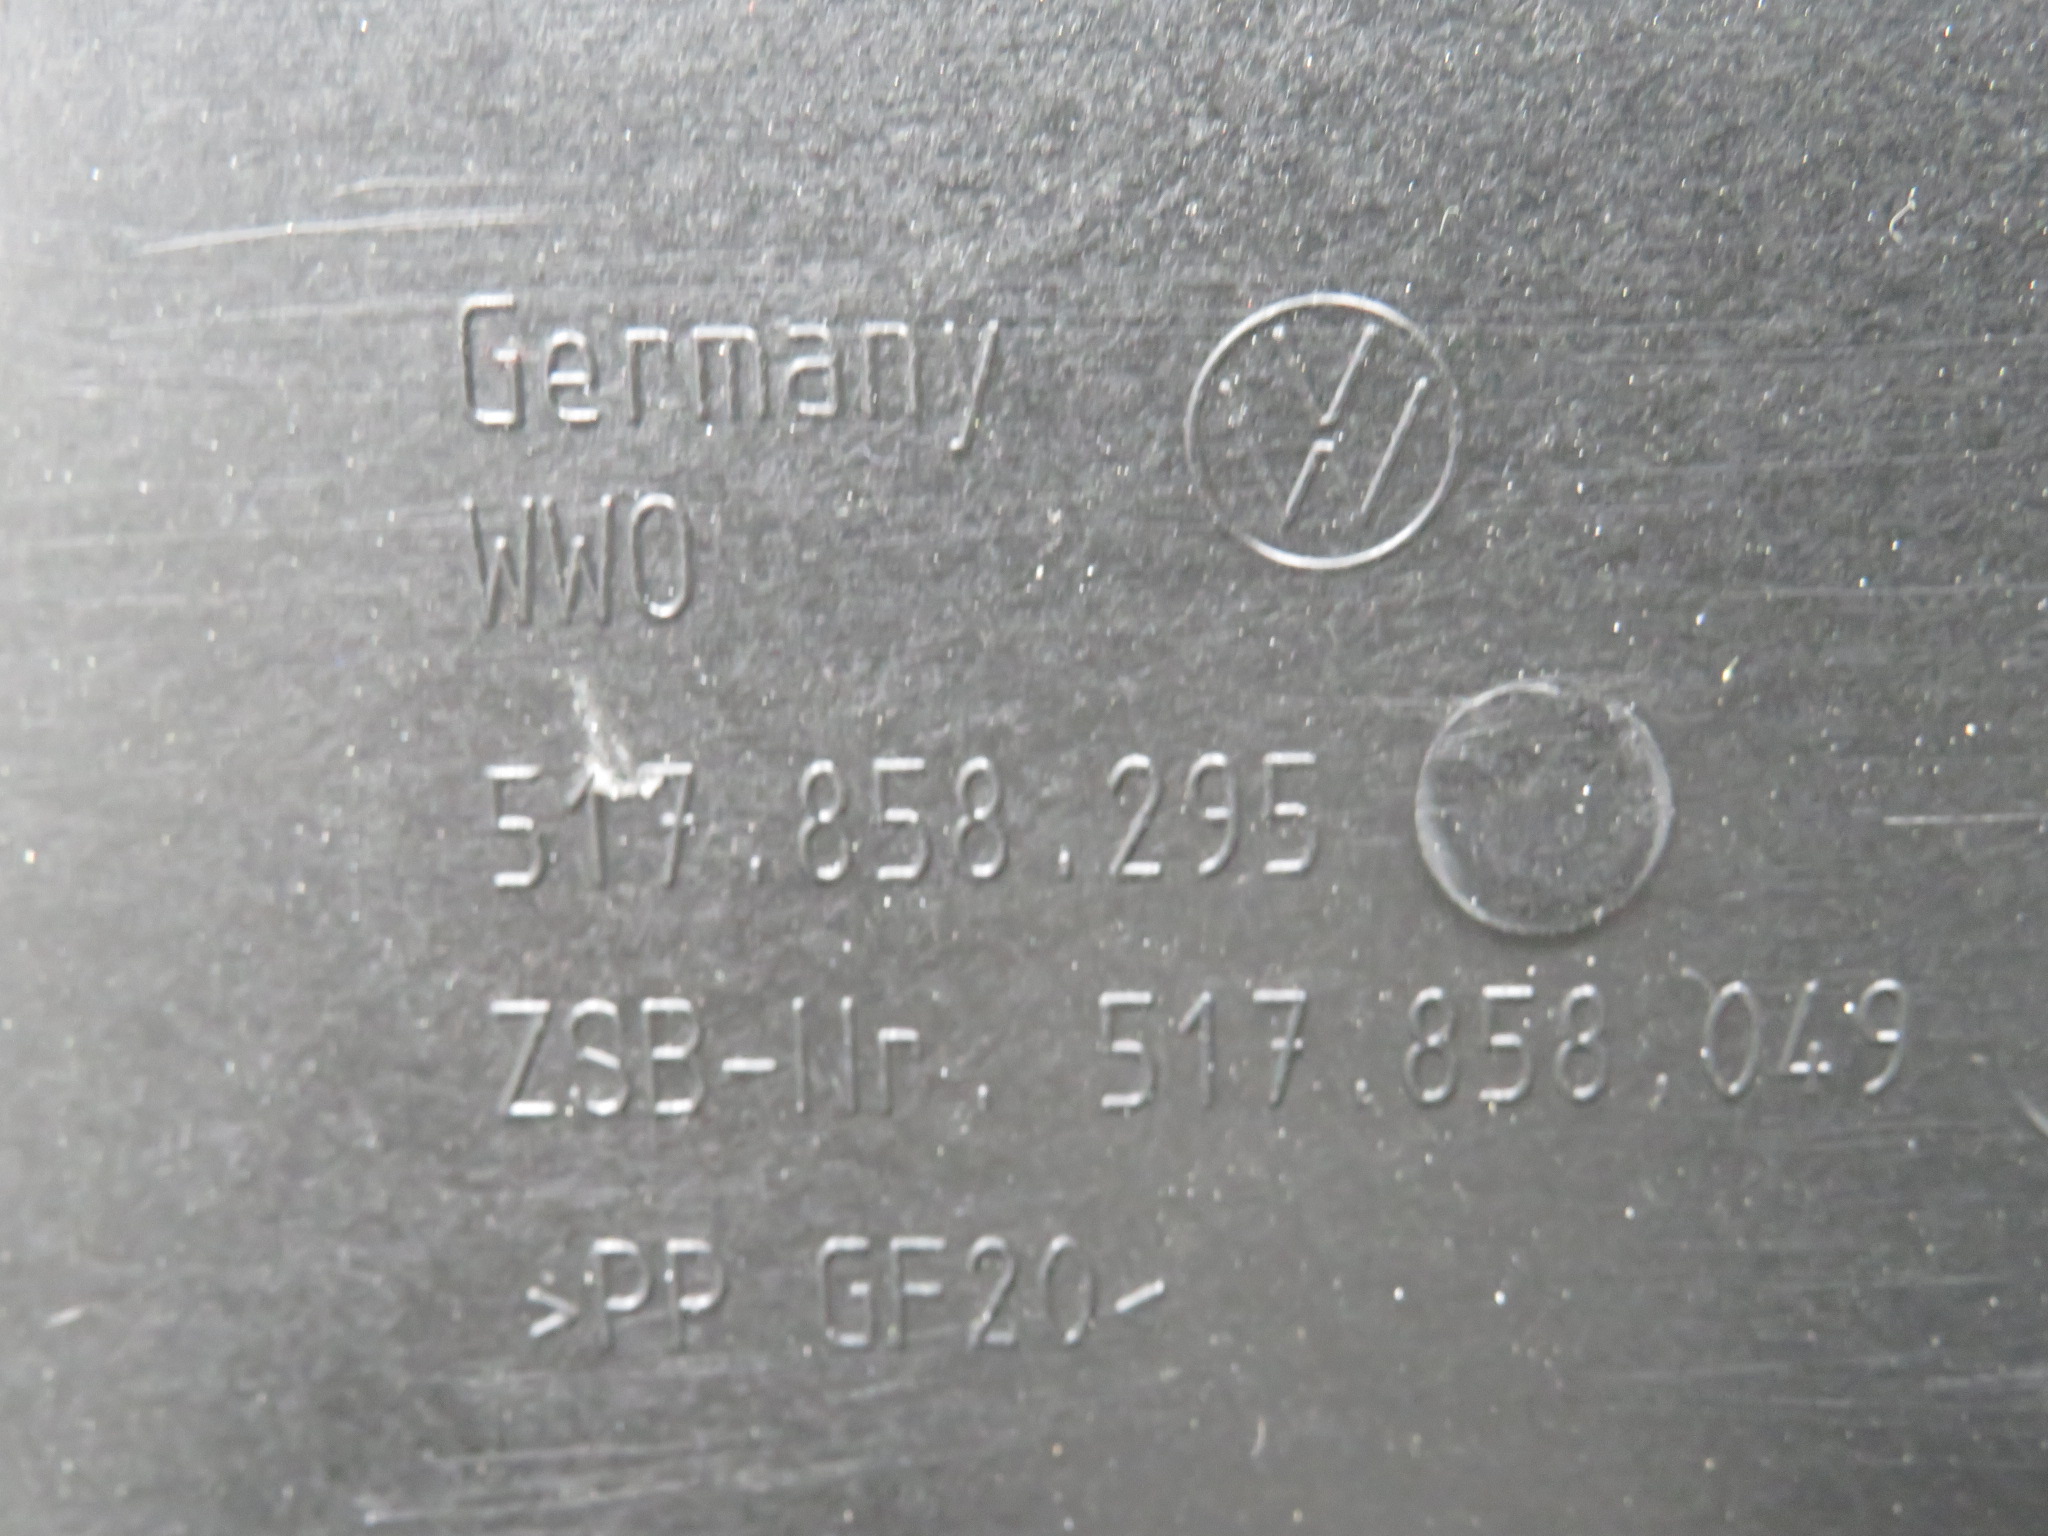 Germany
WWO
517.858.295
ZSB-Nr. 517.858.049
>PP GF20-